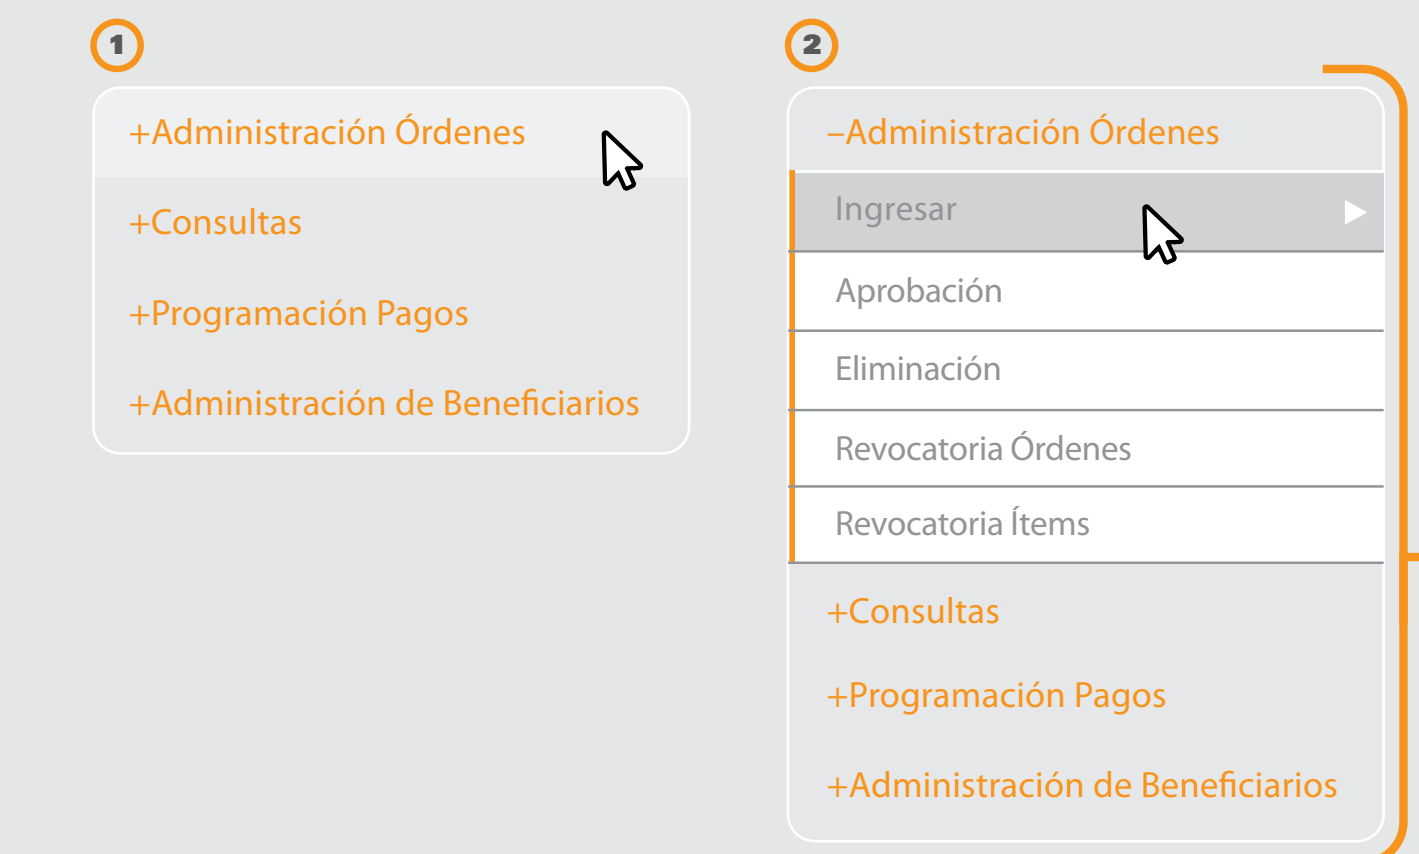 1
+Administración Órdenes
+Consultas
+Programación Pagos
+Administración de Beneficiarios
2
–Administración Órdenes
Ingresar
Aprobación
Eliminación
Revocatoria Órdenes
Revocatoria Ítems
+Consultas
+Programación Pagos
+Administración de Beneficiarios